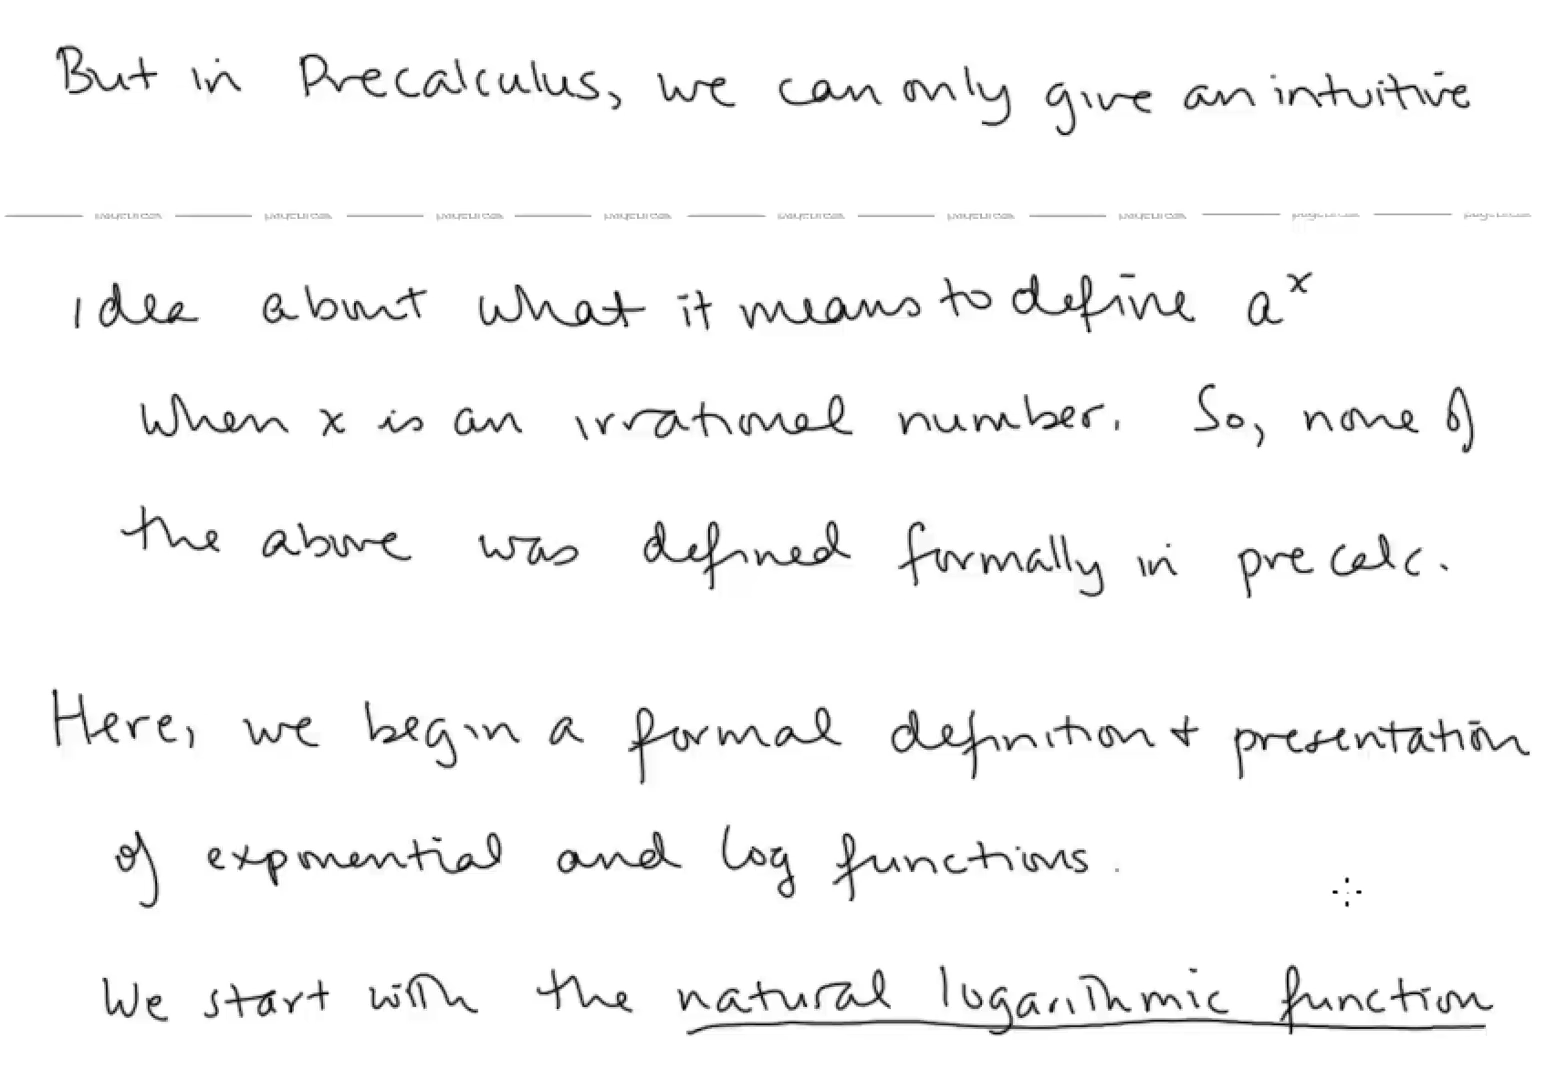 But in Precalculus, we can only give an intuitive
idea about what it means to define aˣ
when x is an irrational number. So, none of
the above was defined formally in precalc.
Here, we begin a formal definition + presentation
of exponential and log functions.
We start with the natural logarithmic function